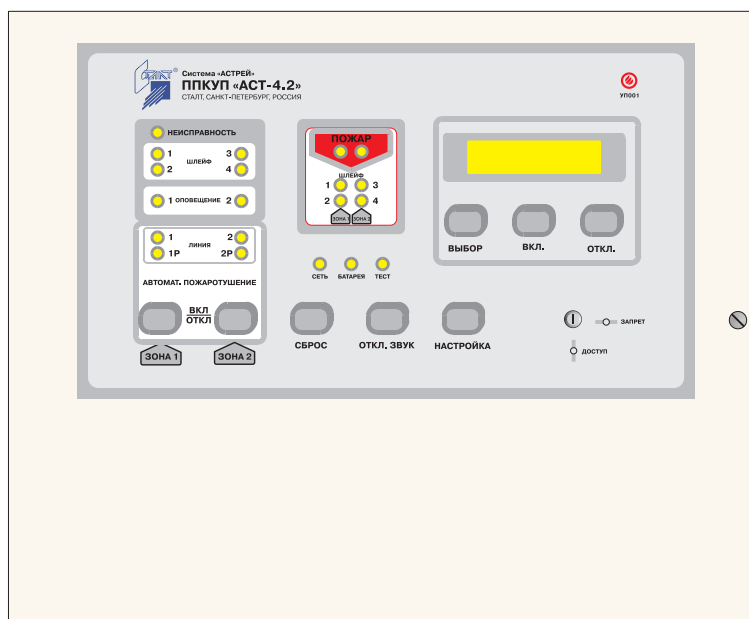 Система «АСТРЕЙ»
ППКУП «АСТ-4.2»
СТАЛТ, САНКТ-ПЕТЕРБУРГ, РОССИЯ
УП001
НЕИСПРАВНОСТЬ
1 3
ШЛЕЙФ
2 4
1 ОПОВЕЩЕНИЕ 2
1 2
ЛИНИЯ
1Р 2Р
АВТОМАТ. ПОЖАРОТУШЕНИЕ
ВКЛ
ОТКЛ
ЗОНА 1 ЗОНА 2
ПОЖАР
ШЛЕЙФ
1 3
2 4
ЗОНА 1 ЗОНА 2
СЕТЬ БАТАРЕЯ ТЕСТ
СБРОС ОТКЛ. ЗВУК НАСТРОЙКА
ВЫБОР ВКЛ. ОТКЛ.
ЗАПРЕТ
ДОСТУП